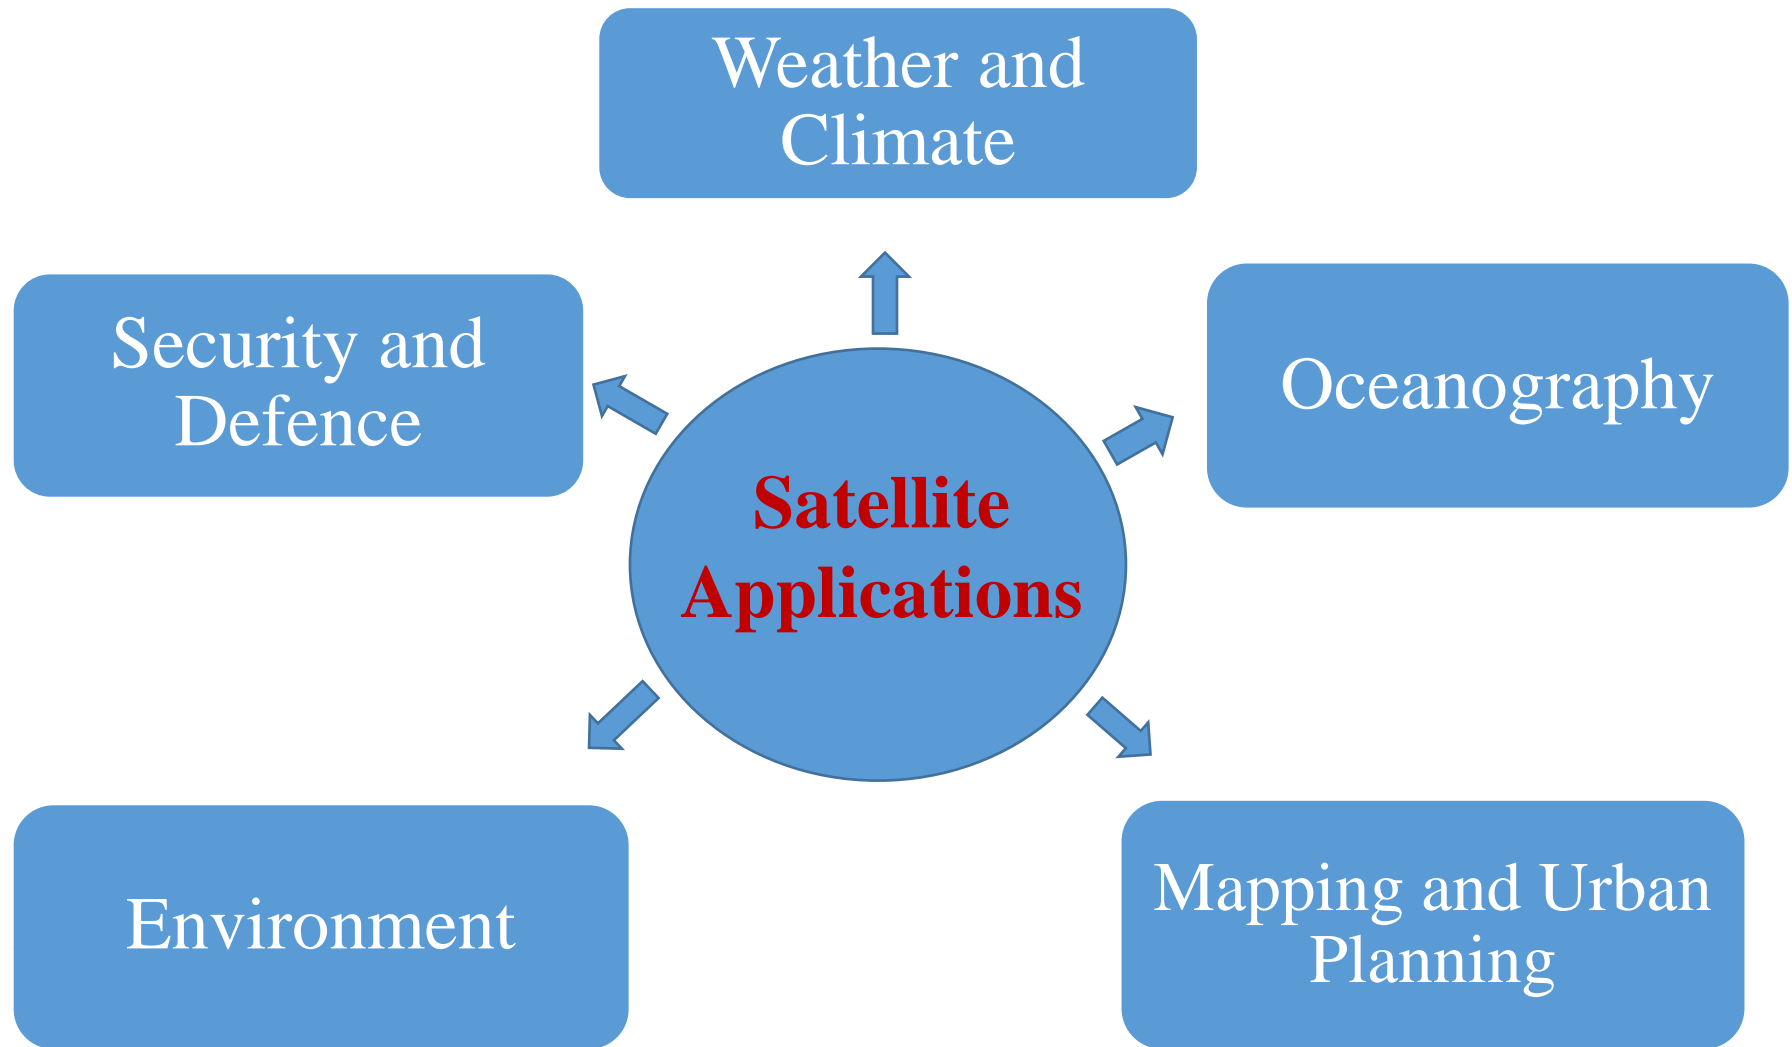 Weather and
Climate
Security and
Defence
Oceanography
Satellite
Applications
Environment
Mapping and Urban
Planning